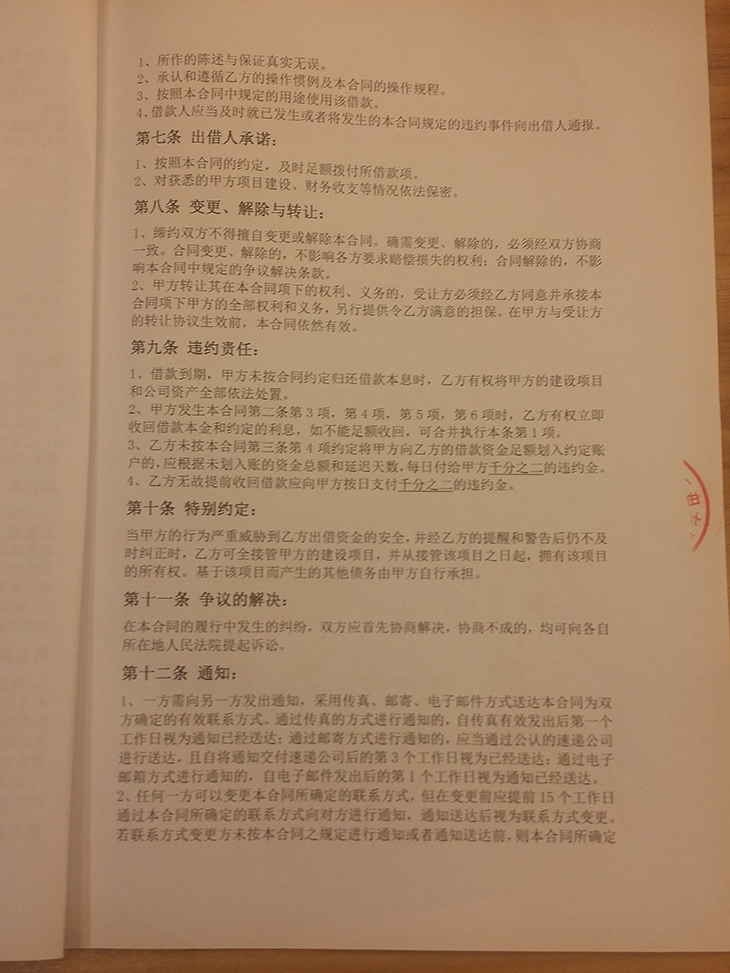 1、所作的陈述与保证真实无误。
2、承认和遵循乙方的操作惯例及本合同的操作规程。
3、按照本合同中规定的用途使用该借款。
4、借款人应当及时就已发生或者将发生的本合同规定的违约事件向出借人通报。
第七条 出借人承诺：
1、按照本合同的约定，及时足额拨付所借款项。
2、对获悉的甲方项目建设、财务收支等情况依法保密。
第八条 变更、解除与转让：
1、缔约双方不得擅自变更或解除本合同。确需变更、解除的，必须经双方协商
一致。合同变更、解除的，不影响各方要求赔偿损失的权利；合同解除的，不影
响本合同中规定的争议解决条款。
2、甲方转让其在本合同项下的权利、义务的，受让方必须经乙方同意并承接本
合同项下甲方的全部权利和义务，另行提供令乙方满意的担保。在甲方与受让方
的转让协议生效前，本合同依然有效。
第九条 违约责任：
1、借款到期，甲方未按合同约定归还借款本息时，乙方有权将甲方的建设项目
和公司资产全部依法处置。
2、甲方发生本合同第二条第3项，第4项，第5项，第6项时，乙方有权立即
收回借款本金和约定的利息，如不能足额收回，可合并执行本条第1项。
3、乙方未按本合同第三条第4项约定将甲方向乙方的借款资金足额划入约定账
户的，应根据未划入账的资金总额和延迟天数，每日付给甲方千分之二的违约金。
4、乙方无故提前收回借款应向甲方按日支付千分之二的违约金。
第十条 特别约定：
当甲方的行为严重威胁到乙方出借资金的安全，并经乙方的提醒和警告后仍不及
时纠正时，乙方可全接管甲方的建设项目，并从接管该项目之日起，拥有该项目
的所有权。基于该项目而产生的其他债务由甲方自行承担。
第十一条 争议的解决：
在本合同的履行中发生的纠纷，双方应首先协商解决，协商不成的，均可向各自
所在地人民法院提起诉讼。
第十二条 通知：
1、一方需向另一方发出通知，采用传真、邮寄、电子邮件方式送达本合同为双
方确定的有效联系方式。通过传真的方式进行通知的，自传真有效发出后第一个
工作日视为通知已经送达；通过邮寄方式进行通知的，应当通过公认的速递公司
进行送达，且自将通知交付速递公司后的第3个工作日视为已经送达；通过电子
邮箱方式进行通知的，自电子邮件发出后的第1个工作日视为通知已经送达。
2、任何一方可以变更本合同所确定的联系方式，但在变更前应提前15个工作日
通过本合同所确定的联系方式向对方进行通知，通知送达后视为联系方式变更。
若联系方式变更方未按本合同之规定进行通知或者通知送达前，则本合同所确定